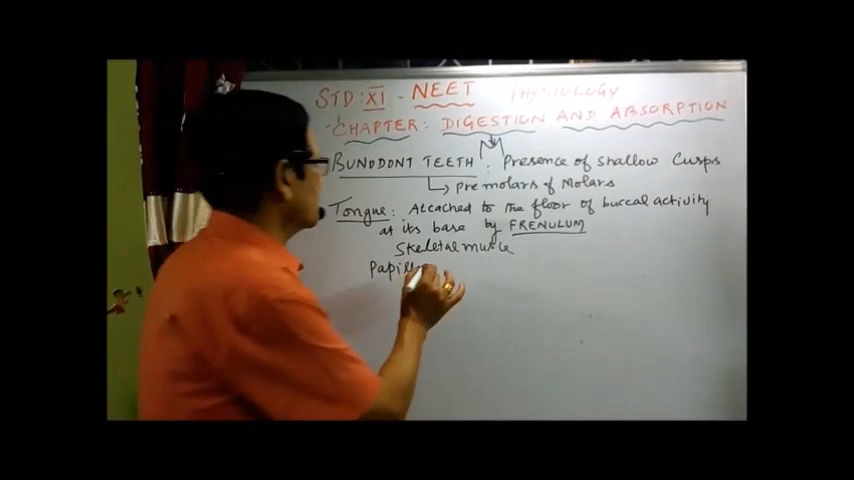 STD: XI - NEET PHYSIOLOGY
CHAPTER: DIGESTION AND ABSORPTION
BUNODONT TEETH : Presence of shallow Cusps
Premolars & Molars
Tongue: Attached to the floor of buccal activity
at its base by FRENULUM
Skeletal muscle
Papill